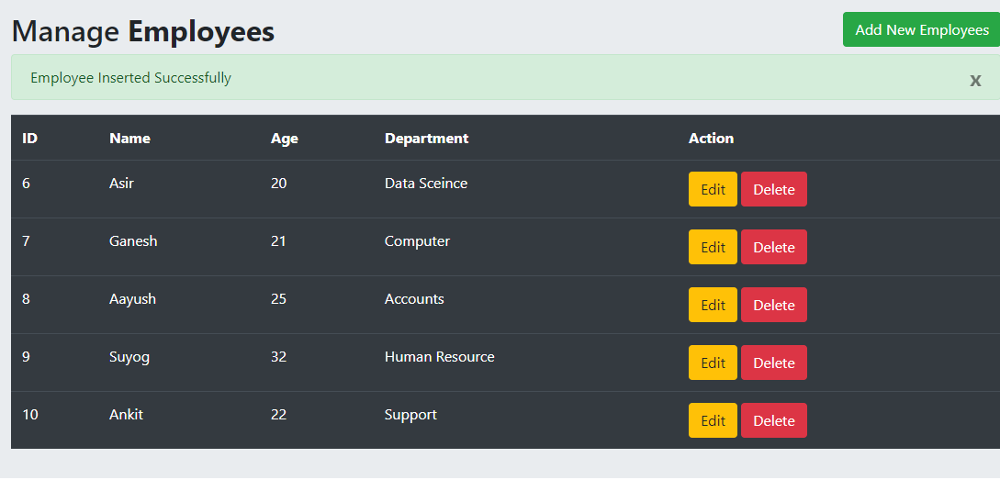 Manage Employees
Add New Employees
Employee Inserted Successfully
x
ID Name Age Department Action
6 Asir 20 Data Sceince Edit Delete
7 Ganesh 21 Computer Edit Delete
8 Aayush 25 Accounts Edit Delete
9 Suyog 32 Human Resource Edit Delete
10 Ankit 22 Support Edit Delete